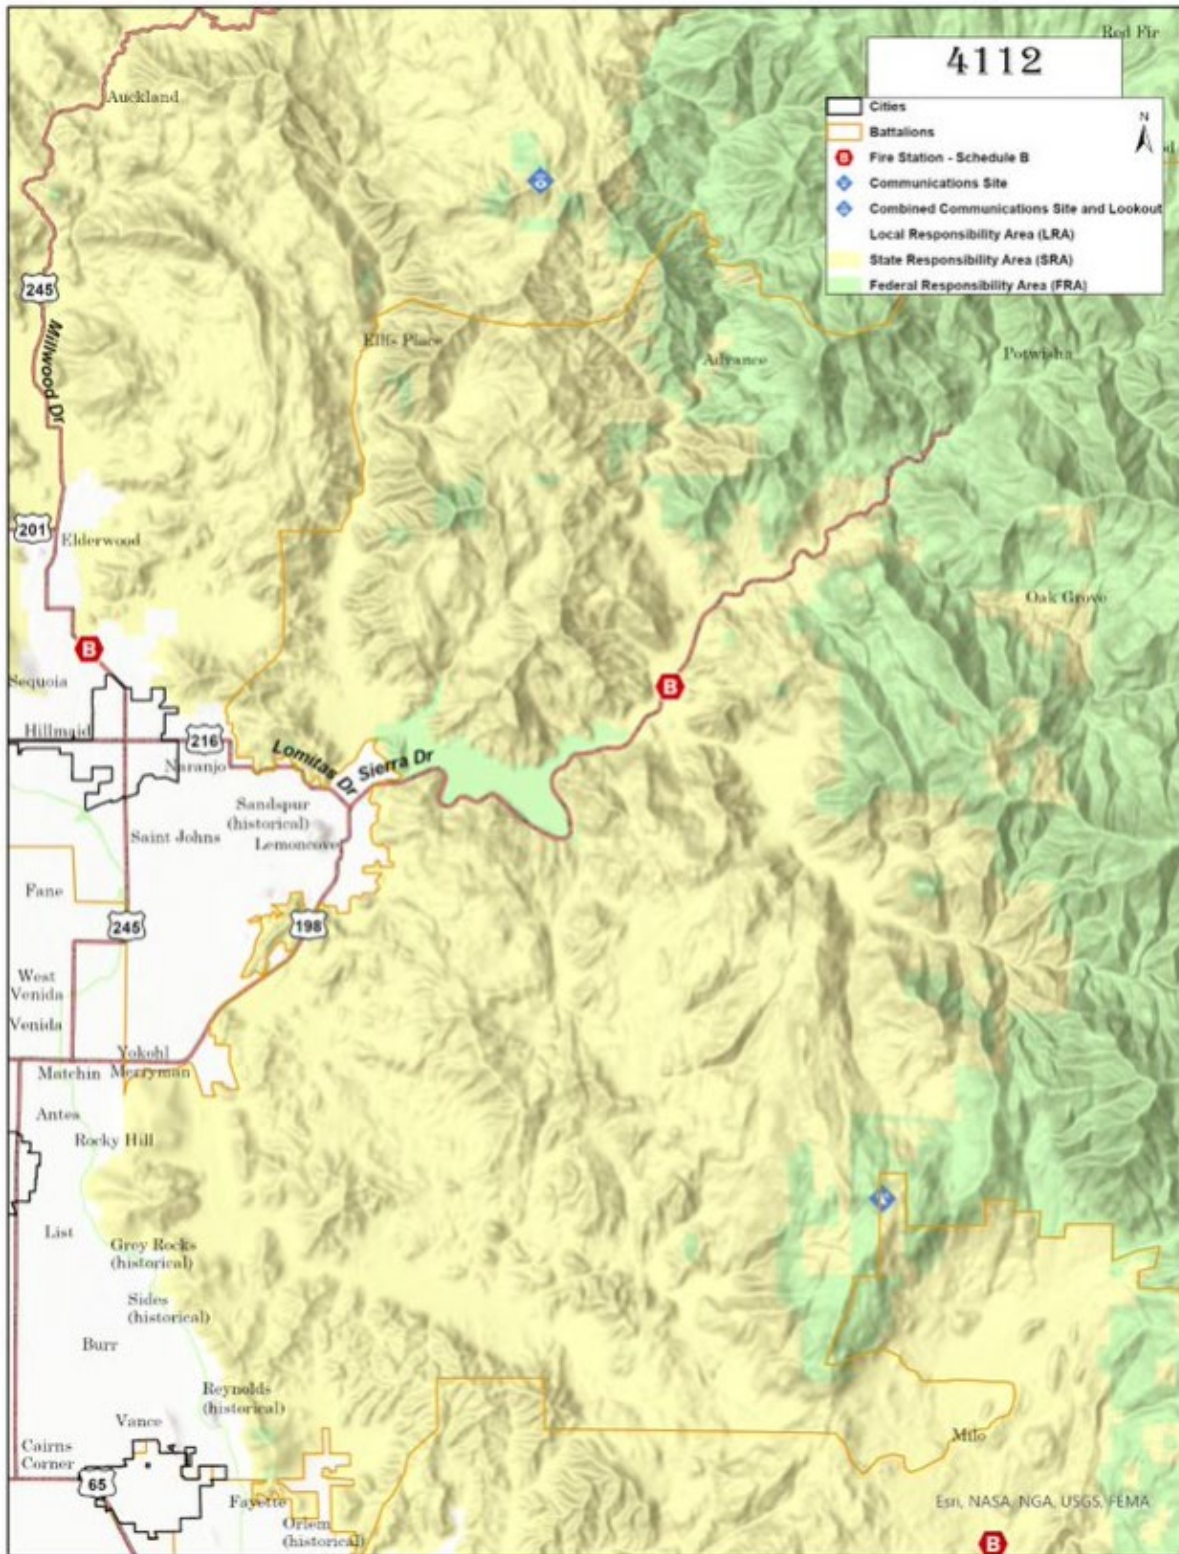 Red Fir
4112
Cities
N
Battalions
Fire Station - Schedule B
Communications Site
Combined Communications Site and Lookout
Local Responsibility Area (LRA)
State Responsibility Area (SRA)
Federal Responsibility Area (FRA)
Auckland
245
Millwood Dr
Ellis Place
Advance
Potwisha
201
Elderwood
Oak Grove
B
Sequoia
B
Hillmaid
216
Naranjo
Lomitas Dr
Sierra Dr
Sandspur
(historical)
Saint Johns
Lemoncove
Fane
245
198
West
Venida
Venida
Yokohl
Matchin
Merryman
Antes
Rocky Hill
List
Grey Rocks
(historical)
Sides
(historical)
Burr
Reynolds
(historical)
Vance
Cairns
Corner
Milo
65
Fayette
Esri, NASA, NGA, USGS, FEMA
Orlem
(historical)
B